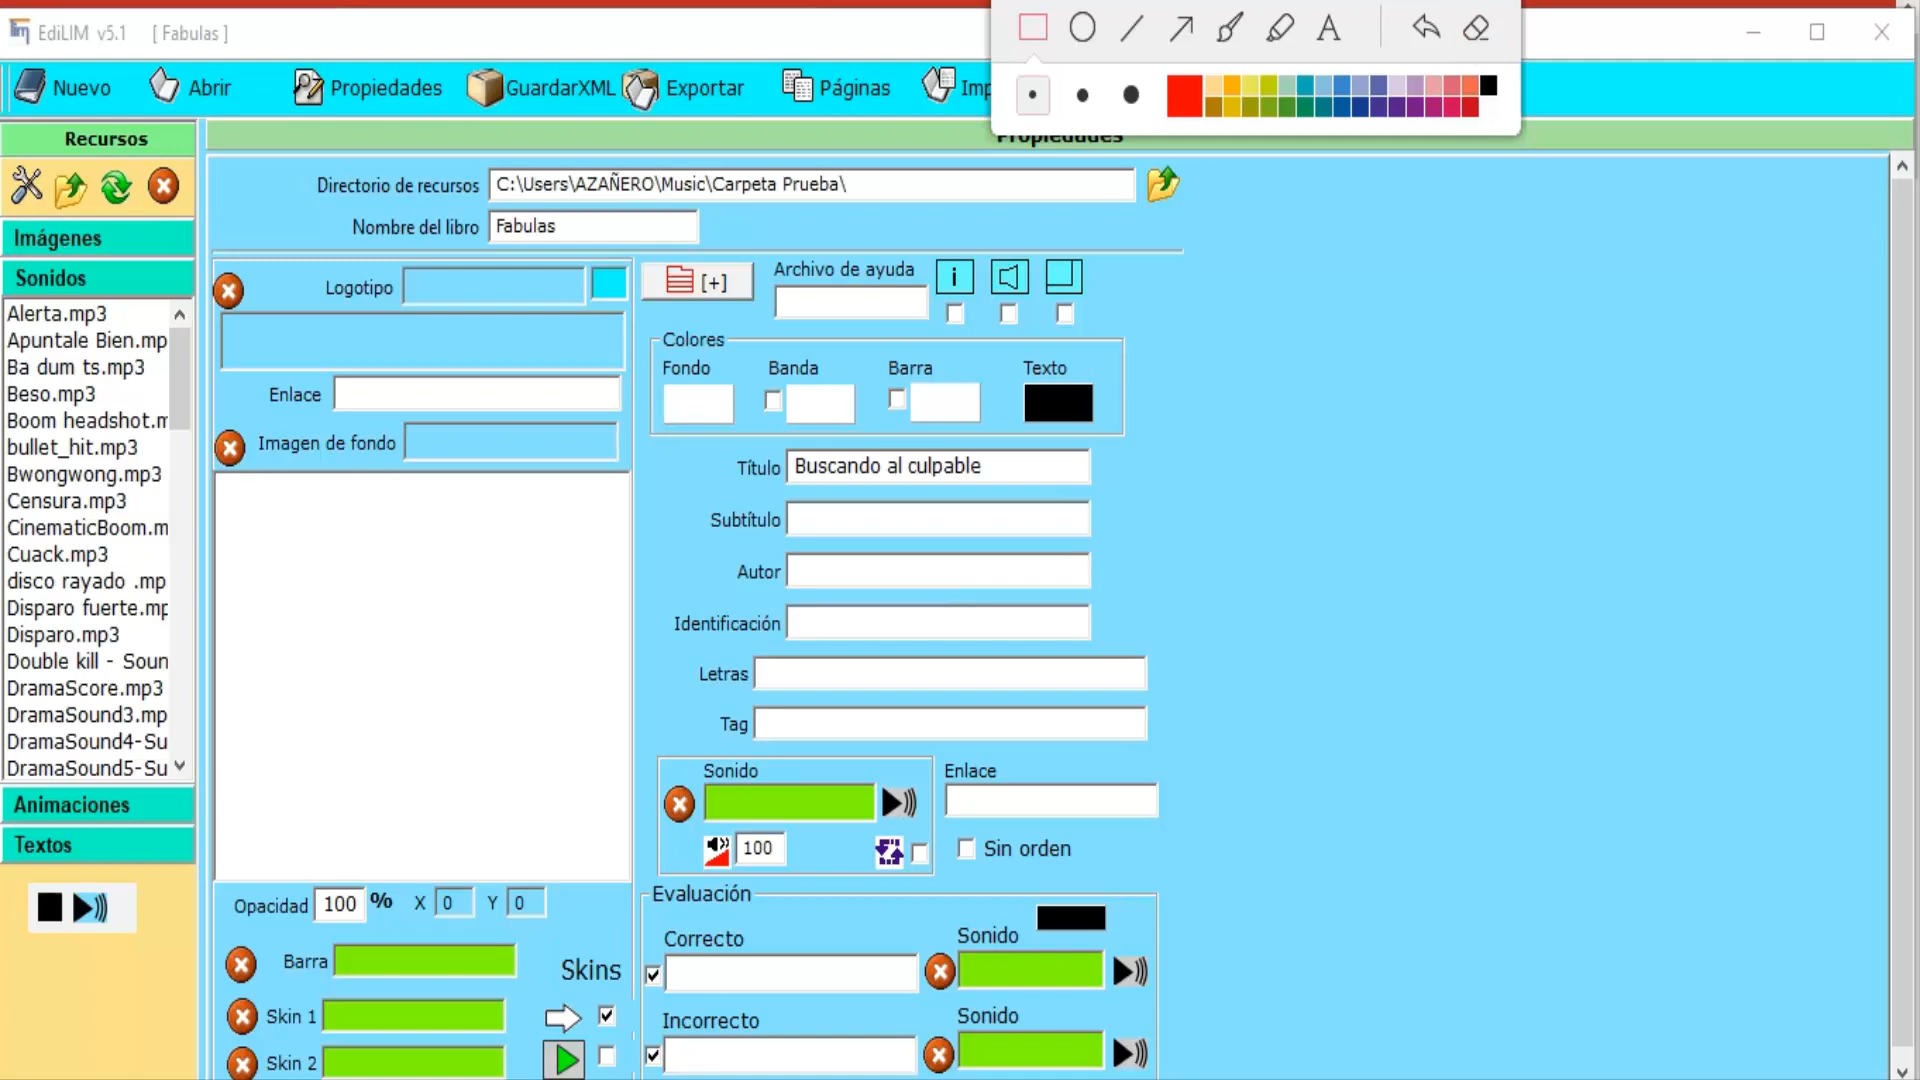 EdiLIM v5.1 [ Fabulas ]
Nuevo
Abrir
Propiedades
GuardarXML
Exportar
Páginas
A
Propiedades
Recursos
Imágenes
Sonidos
Alerta.mp3
Apuntale Bien.mp
Ba dum ts.mp3
Beso.mp3
Boom headshot.m
bullet_hit.mp3
Bwongwong.mp3
Censura.mp3
CinematicBoom.m
Cuack.mp3
disco rayado .mp
Disparo fuerte.mp
Disparo.mp3
Double kill - Soun
DramaScore.mp3
DramaSound3.mp
DramaSound4-Su
DramaSound5-Su
Animaciones
Textos
Directorio de recursos C:\Users\AZAÑERO\Music\Carpeta Prueba\
Nombre del libro Fabulas
Logotipo
Enlace
Imagen de fondo
Opacidad 100 % X 0 Y 0
Barra
Skins
Skin 1
Skin 2
[+]
Archivo de ayuda
i
Colores
Fondo Banda Barra Texto
Título Buscando al culpable
Subtítulo
Autor
Identificación
Letras
Tag
Sonido
100
Enlace
Sin orden
Evaluación
Correcto
Sonido
Incorrecto
Sonido